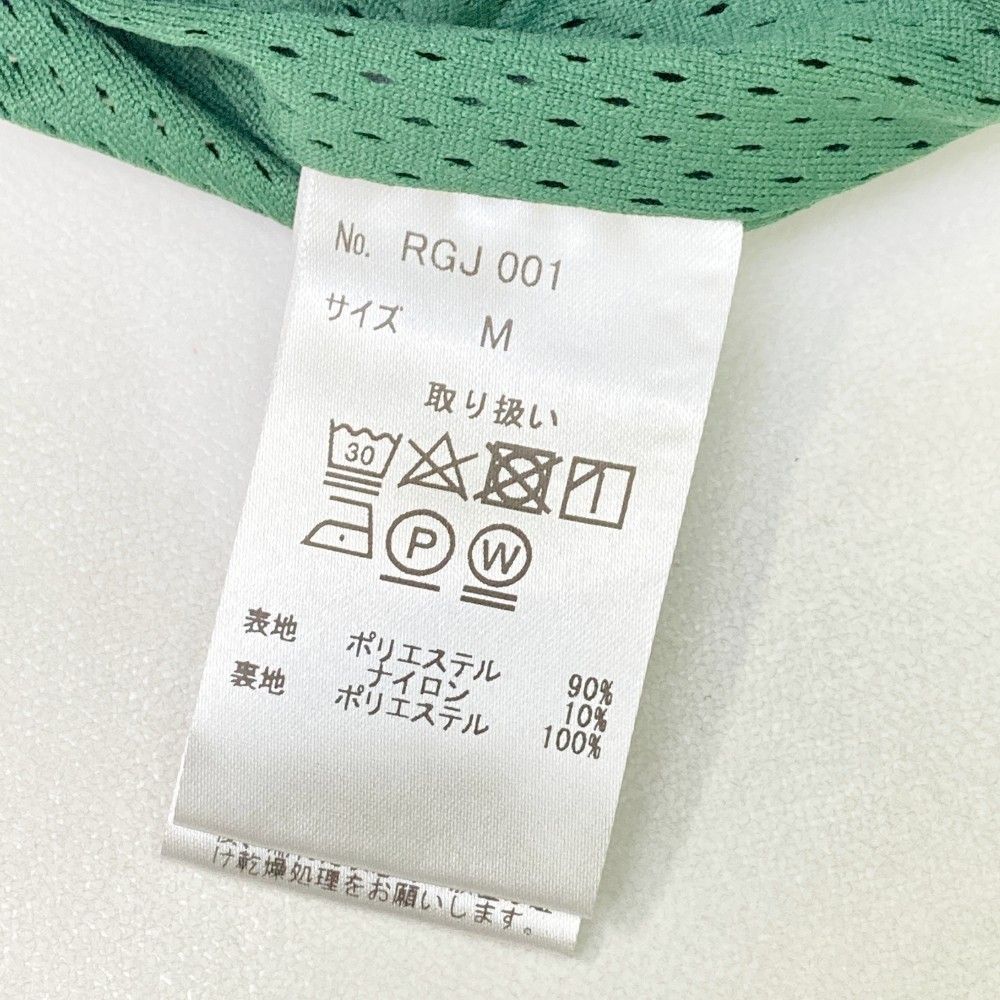 No. RGJ 001
サイズ M
取り扱い
30
P W
表地 ポリエステル 90%
ナイロン 10%
裏地 ポリエステル 100%
け乾燥処理をお願いします。